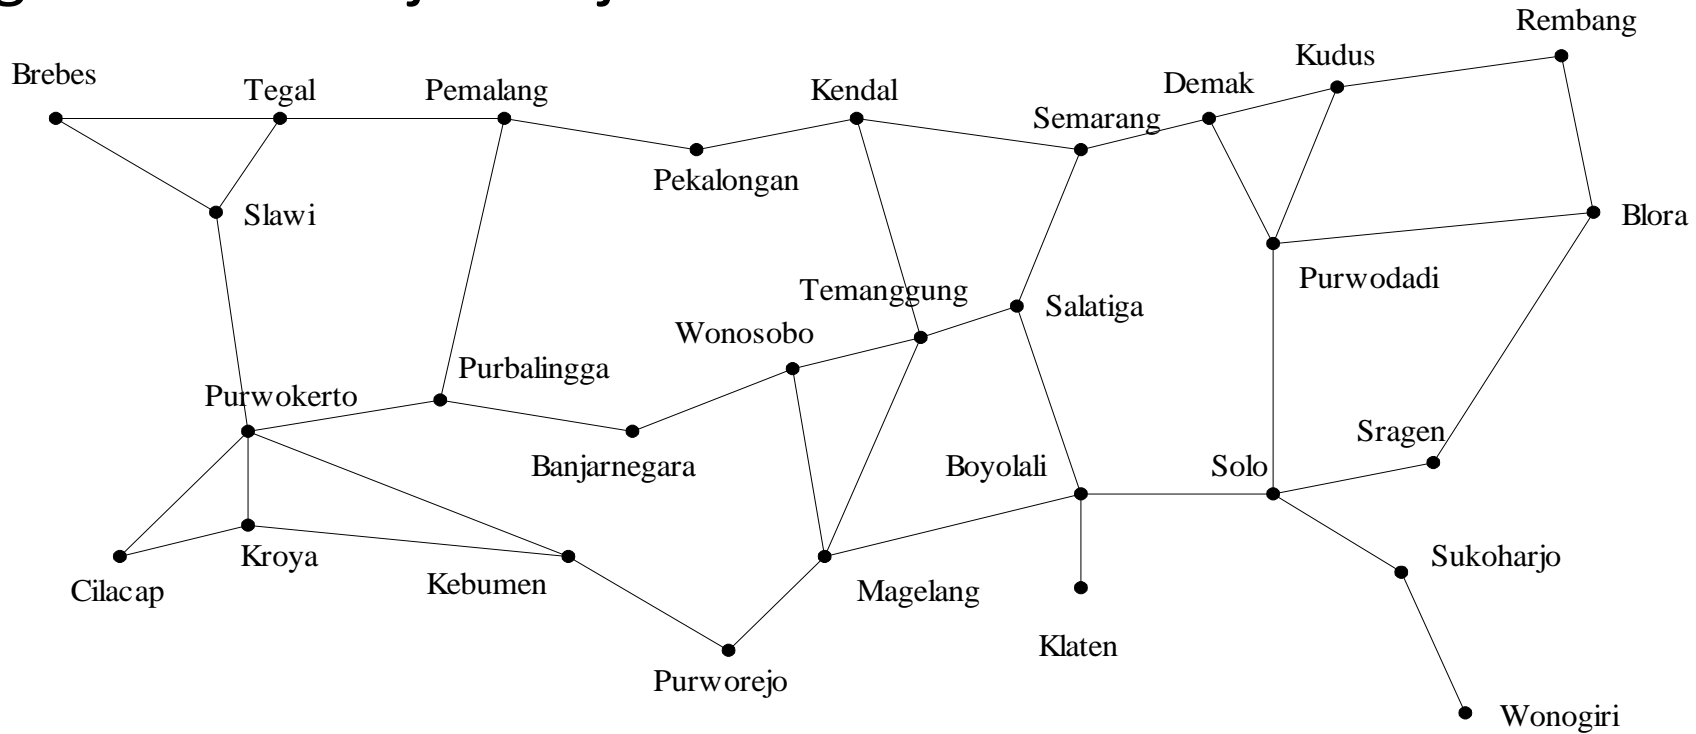 Rembang
Kudus
Brebes
Tegal
Pemalang
Kendal
Demak
Semarang
Pekalongan
Slawi
Blora
Purwodadi
Temanggung
Salatiga
Wonosobo
Purbalingga
Purwokerto
Sragen
Banjarnegara
Boyolali
Solo
Kroya
Sukoharjo
Kebumen
Cilacap
Magelang
Klaten
Purworejo
Wonogiri